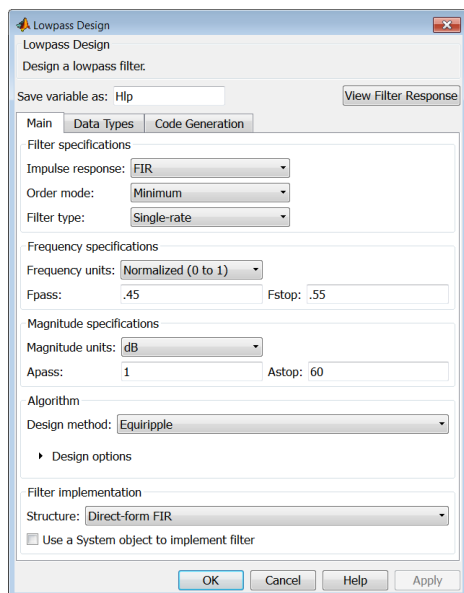 Lowpass Design
Lowpass Design
Design a lowpass filter.
Save variable as: Hlp View Filter Response
Main Data Types Code Generation
Filter specifications
Impulse response: FIR
Order mode: Minimum
Filter type: Single-rate
Frequency specifications
Frequency units: Normalized (0 to 1)
Fpass: .45 Fstop: .55
Magnitude specifications
Magnitude units: dB
Apass: 1 Astop: 60
Algorithm
Design method: Equiripple
Design options
Filter implementation
Structure: Direct-form FIR
Use a System object to implement filter
OK Cancel Help Apply